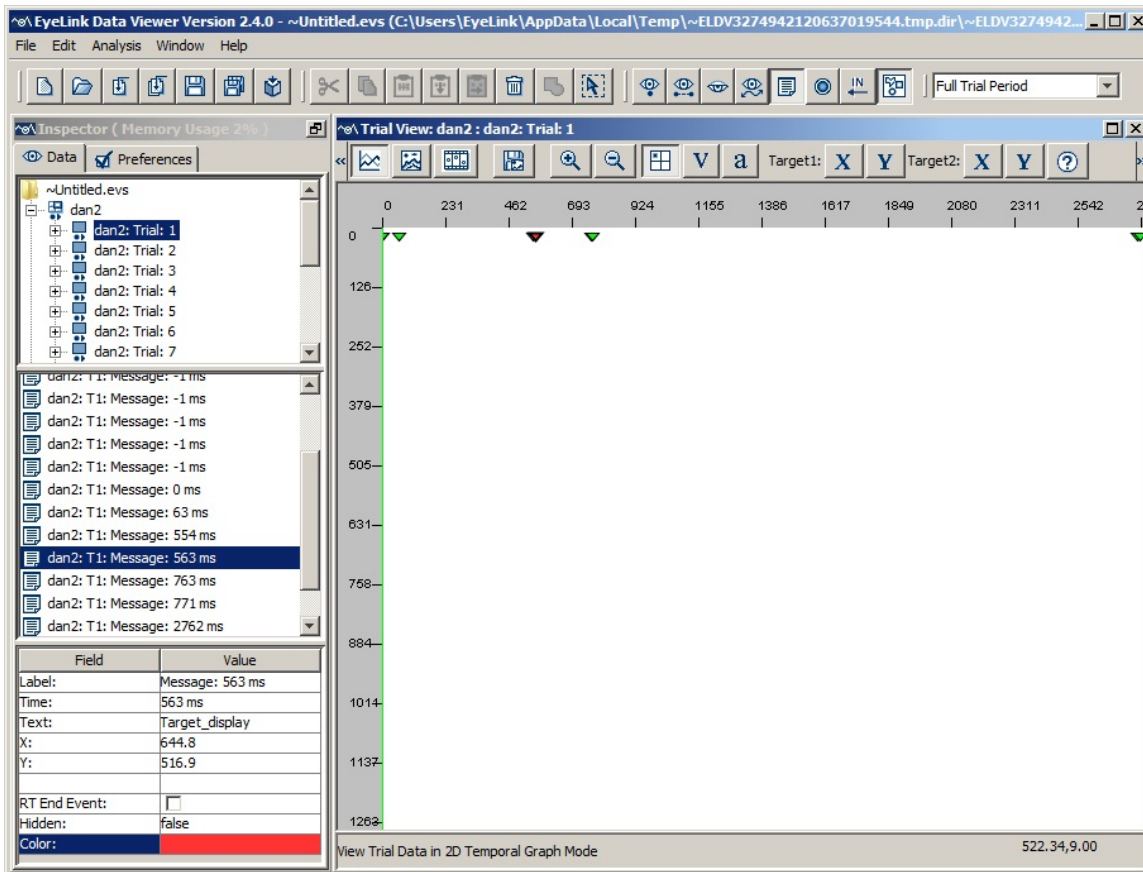 EyeLink Data Viewer Version 2.4.0 - ~Untitled.evs (C:\Users\EyeLink\AppData\Local\Temp\~ELDV3274942120637019544.tmp.dir\~ELDV3274942...
File Edit Analysis Window Help
IN
Full Trial Period
Inspector ( Memory Usage 2% )
Trial View: dan2 : dan2: Trial: 1
Data Preferences
V a Target1: X Y Target2: X Y ?
~Untitled.evs
dan2
dan2: Trial: 1
dan2: Trial: 2
dan2: Trial: 3
dan2: Trial: 4
dan2: Trial: 5
dan2: Trial: 6
dan2: Trial: 7
dan2: T1: Message: -1 ms
dan2: T1: Message: -1 ms
dan2: T1: Message: -1 ms
dan2: T1: Message: -1 ms
dan2: T1: Message: -1 ms
dan2: T1: Message: 0 ms
dan2: T1: Message: 63 ms
dan2: T1: Message: 554 ms
dan2: T1: Message: 563 ms
dan2: T1: Message: 763 ms
dan2: T1: Message: 771 ms
dan2: T1: Message: 2762 ms
Field Value
Label: Message: 563 ms
Time: 563 ms
Text: Target_display
X: 644.8
Y: 516.9
RT End Event:
Hidden: false
Color:
0 231 462 693 924 1155 1386 1617 1849 2080 2311 2542 2
0
126
252
379
505
631
758
884
1014
1137
1263
View Trial Data in 2D Temporal Graph Mode
522.34,9.00